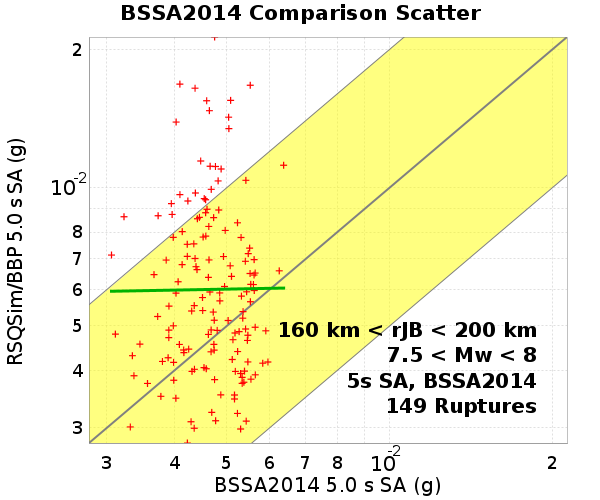 BSSA2014 Comparison Scatter
RSQSim/BBP 5.0 s SA (g)
2
10-2
8
7
6
5
4
3
160 km < rJB < 200 km
7.5 < Mw < 8
5s SA, BSSA2014
149 Ruptures
3 4 5 6 7 8 10-2 2
BSSA2014 5.0 s SA (g)